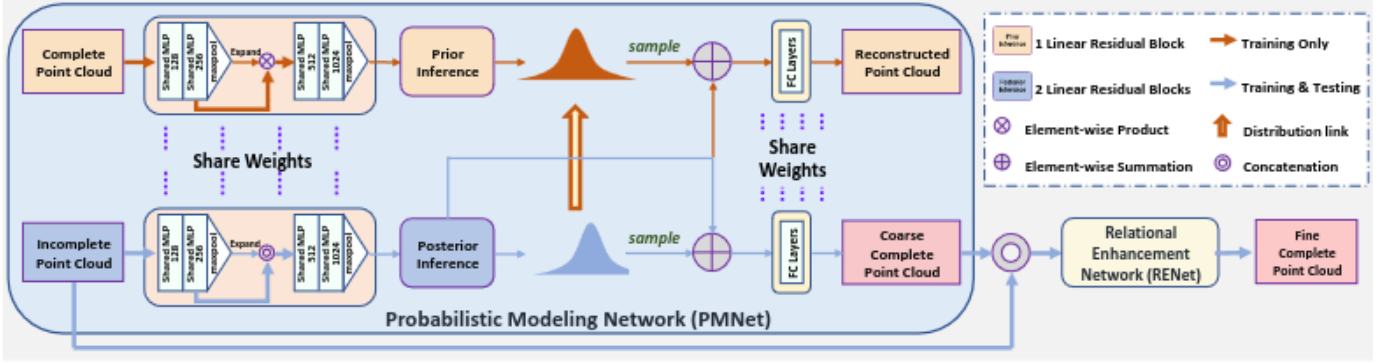 Complete
Point Cloud
Shared MLP
128
Shared MLP
256
maxpool
Expand
Shared MLP
512
Shared MLP
1024
maxpool
Prior
Inference
sample
FC Layers
Reconstructed
Point Cloud
1 Linear Residual Block
Training Only
Posterior
Inference
2 Linear Residual Blocks
Training & Testing
Element-wise Product
Distribution link
Element-wise Summation
Concatenation
Share Weights
Share
Weights
Incomplete
Point Cloud
Shared MLP
128
Shared MLP
256
maxpool
Expand
Shared MLP
512
Shared MLP
1024
maxpool
Posterior
Inference
sample
FC Layers
Coarse
Complete
Point Cloud
Relational
Enhancement
Network (RENet)
Fine
Complete
Point Cloud
Probabilistic Modeling Network (PMNet)